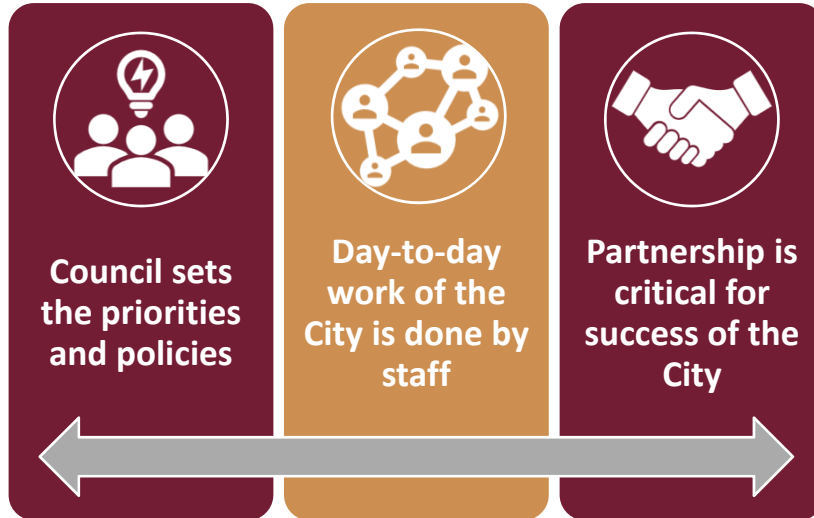 Council sets
the priorities
and policies
Day-to-day
work of the
City is done by
staff
Partnership is
critical for
success of the
City